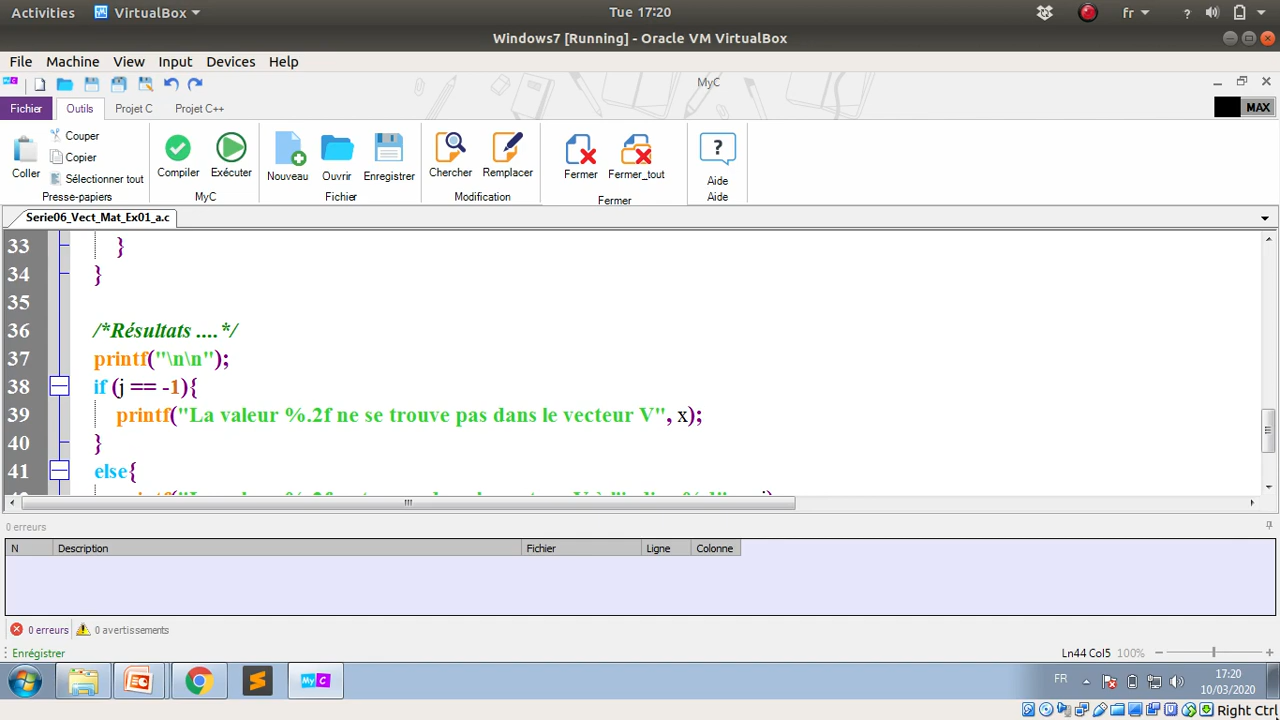 Activities VirtualBox Tue 17:20 fr ?
Windows7 [Running] - Oracle VM VirtualBox
File Machine View Input Devices Help
MyC
Fichier Outils Projet C Projet C++ MAX
Coller Couper Copier Sélectionner tout Compiler Exécuter Nouveau Ouvrir Enregistrer Chercher Remplacer Fermer Fermer_tout Aide
Presse-papiers MyC Fichier Modification Fermer Aide
Serie06_Vect_Mat_Ex01_a.c
33 }
34 }
35
36 /*Résultats ....*/
37 printf("\n\n");
38 if (j == -1){
39 printf("La valeur %.2f ne se trouve pas dans le vecteur V", x);
40 }
41 else{
0 erreurs
N Description Fichier Ligne Colonne
0 erreurs 0 avertissements
Enrégistrer Ln44 Col5 100%
MyC FR 17:20
10/03/2020
Right Ctrl